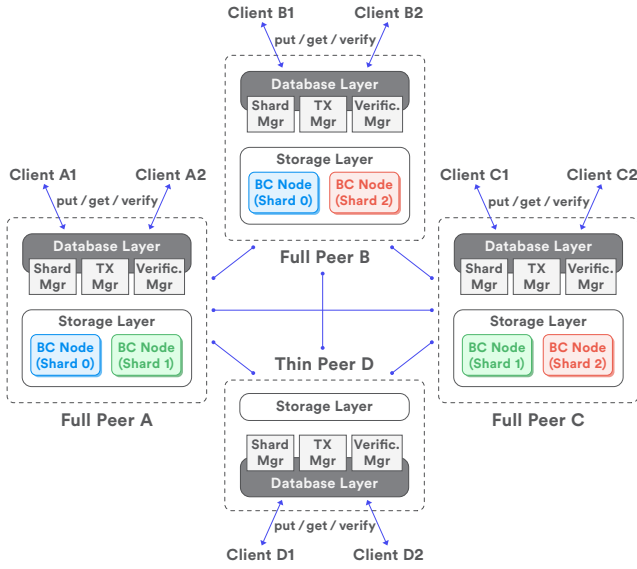 Client B1
Client B2
put / get / verify
Database Layer
Shard
Mgr
TX
Mgr
Verific.
Mgr
Storage Layer
BC Node
(Shard 0)
BC Node
(Shard 2)
Full Peer B
Client A1
Client A2
put / get / verify
Database Layer
Shard
Mgr
TX
Mgr
Verific.
Mgr
Storage Layer
BC Node
(Shard 0)
BC Node
(Shard 1)
Full Peer A
Client C1
Client C2
put / get / verify
Database Layer
Shard
Mgr
TX
Mgr
Verific.
Mgr
Storage Layer
BC Node
(Shard 1)
BC Node
(Shard 2)
Full Peer C
Thin Peer D
Storage Layer
Shard
Mgr
TX
Mgr
Verific.
Mgr
Database Layer
put / get / verify
Client D1
Client D2